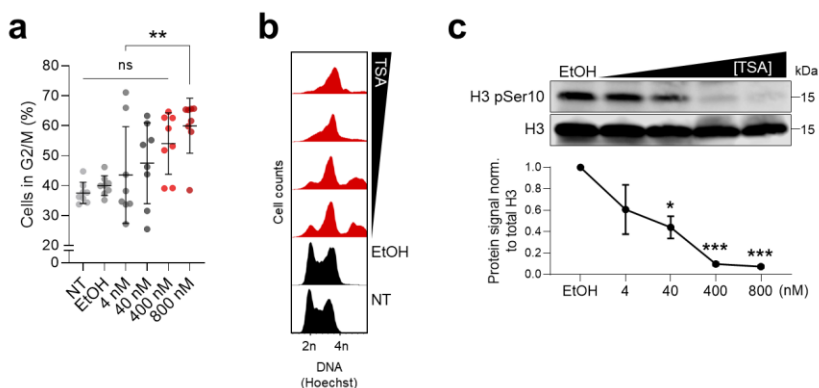 a
**
ns
Cells in G2/M (%)
80
70
60
50
40
30
20
0
NT
EtOH
4 nM
40 nM
400 nM
800 nM
b
TSA
Cell counts
EtOH
NT
2n
4n
DNA
(Hoechst)
c
EtOH
[TSA]
kDa
H3 pSer10
15
H3
15
Protein signal norm.
to total H3
1.0
0.8
0.6
0.4
0.2
0.0
*
***
***
EtOH
4
40
400
800
(nM)